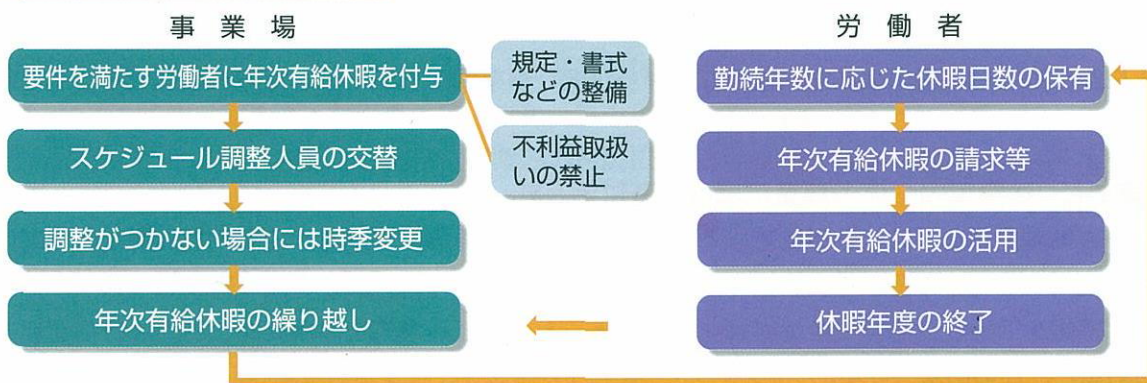 事業場
要件を満たす労働者に年次有給休暇を付与
規定・書式
などの整備
不利益取扱
いの禁止
スケジュール調整人員の交替
調整がつかない場合には時季変更
年次有給休暇の繰り越し
労働者
勤続年数に応じた休暇日数の保有
年次有給休暇の請求等
年次有給休暇の活用
休暇年度の終了